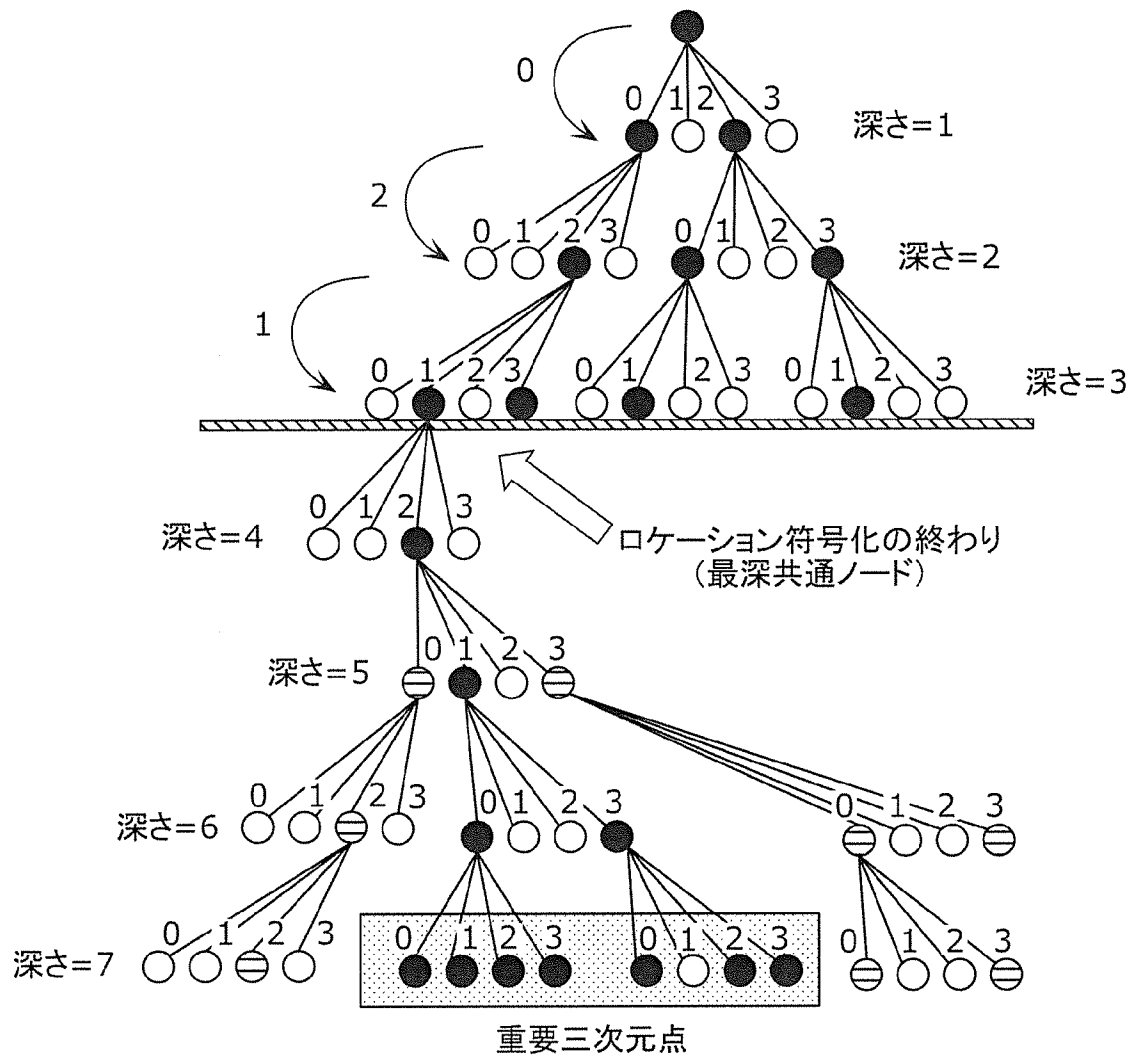 0
0 1 2 3
深さ=1
2
0 1 2 3 0 1 2 3
深さ=2
1
0 1 2 3 0 1 2 3 0 1 2 3
深さ=3
0 1 2 3
深さ=4
ロケーション符号化の終わり
(最深共通ノード)
0 1 2 3
深さ=5
0 1 2 3 0 1 2 3 0 1 2 3
深さ=6
0 1 2 3 0 1 2 3 0 1 2 3 0 1 2 3
深さ=7
重要三次元点